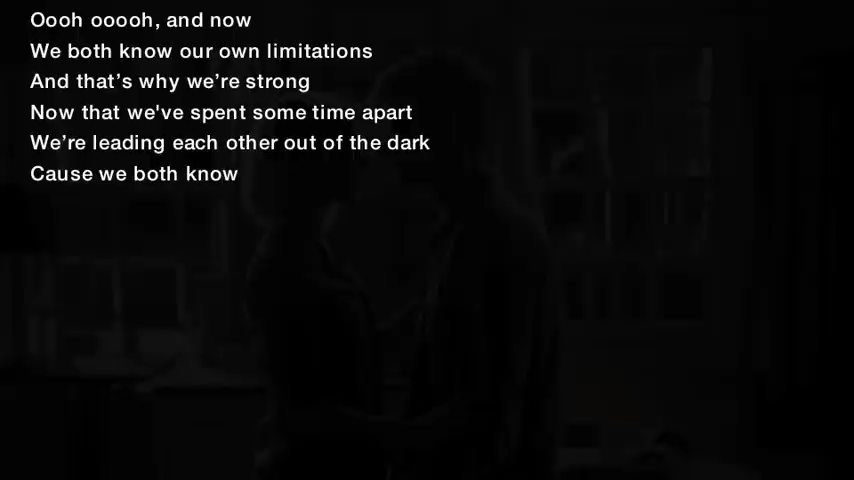 Oooh ooooh, and now
We both know our own limitations
And that’s why we’re strong
Now that we've spent some time apart
We’re leading each other out of the dark
Cause we both know